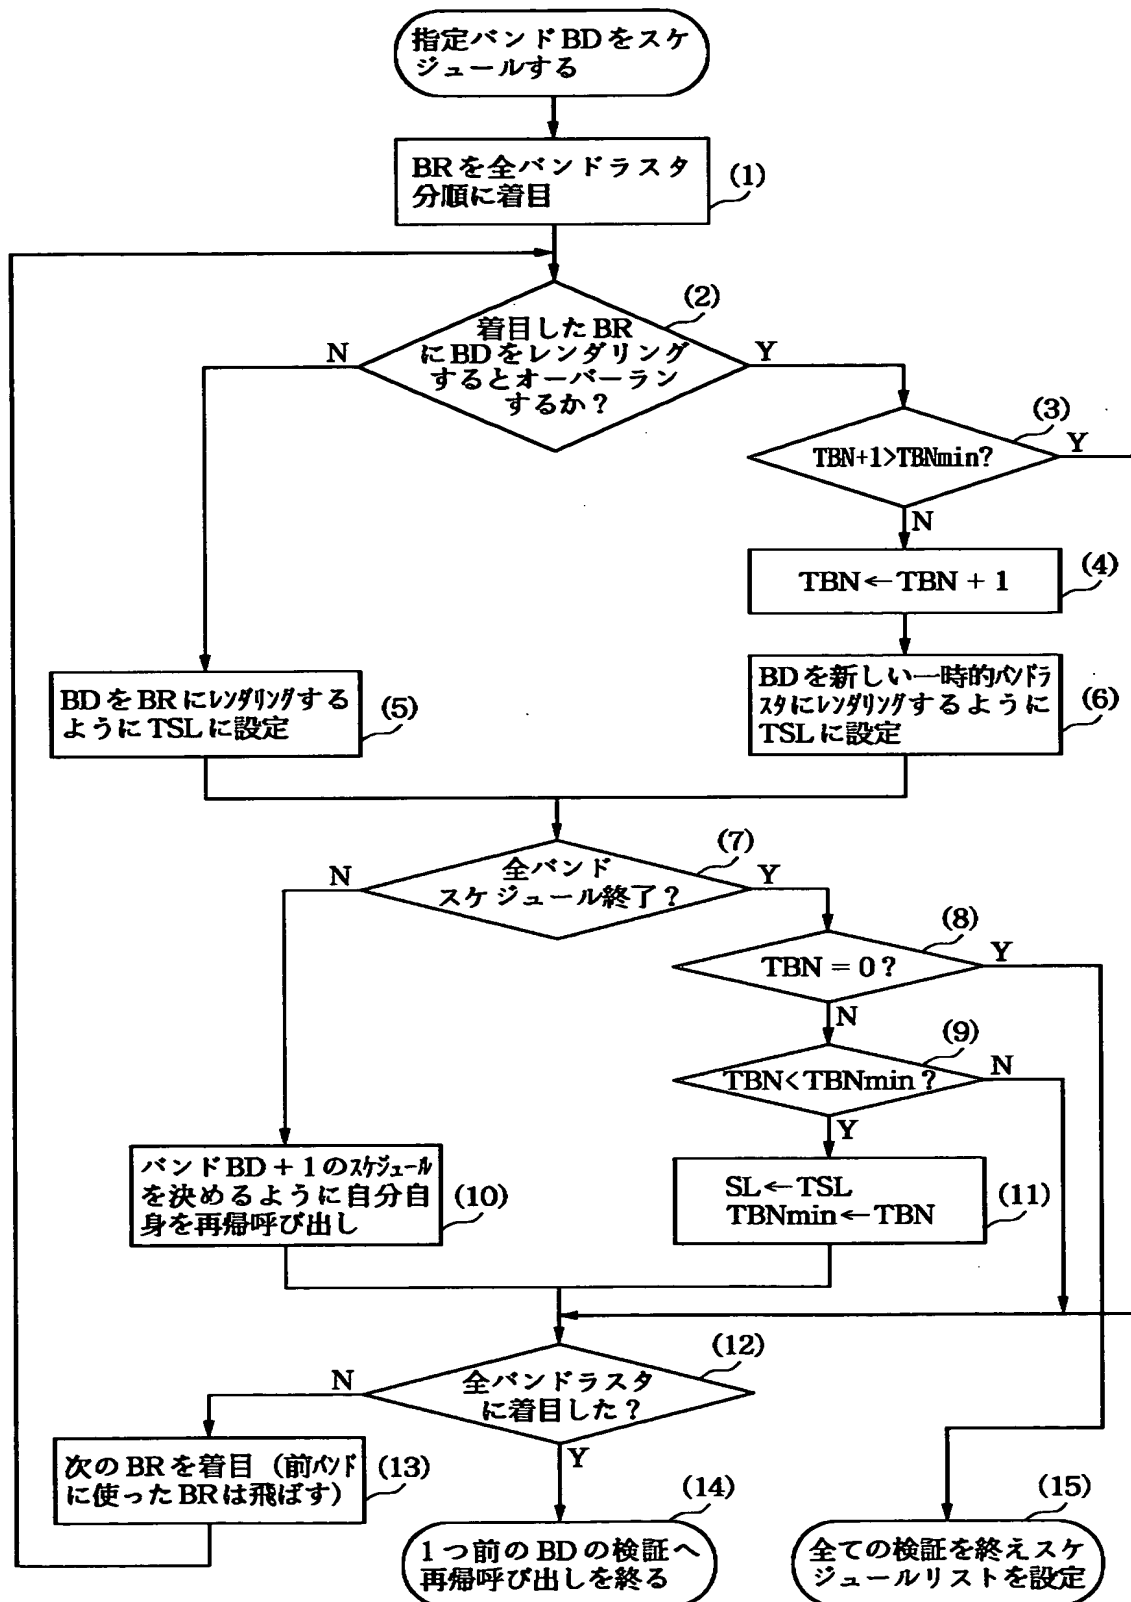 指定バンドBDをスケ
ジュールする
BRを全バンドラスタ
分順に着目
(1)
(2)
着目したBR
にBDをレンダリング
するとオーバーラン
するか？
N
Y
(3)
TBN+1>TBNmin?
Y
N
(4)
TBN←TBN + 1
BDをBRにレンダリングする
ようにTSLに設定
(5)
BDを新しい一時的バンドラ
スタにレンダリングするように
TSLに設定
(6)
(7)
全バンド
スケジュール終了？
N
Y
(8)
TBN = 0？
Y
N
(9)
TBN<TBNmin？
N
Y
バンドBD + 1のスケジュール
を決めるように自分自
身を再帰呼び出し
(10)
SL←TSL
TBNmin←TBN
(11)
(12)
全バンドラスタ
に着目した？
N
Y
次のBRを着目（前バンド
に使ったBRは飛ばす）
(13)
(14)
1つ前のBDの検証へ
再帰呼び出しを終る
(15)
全ての検証を終えスケ
ジュールリストを設定